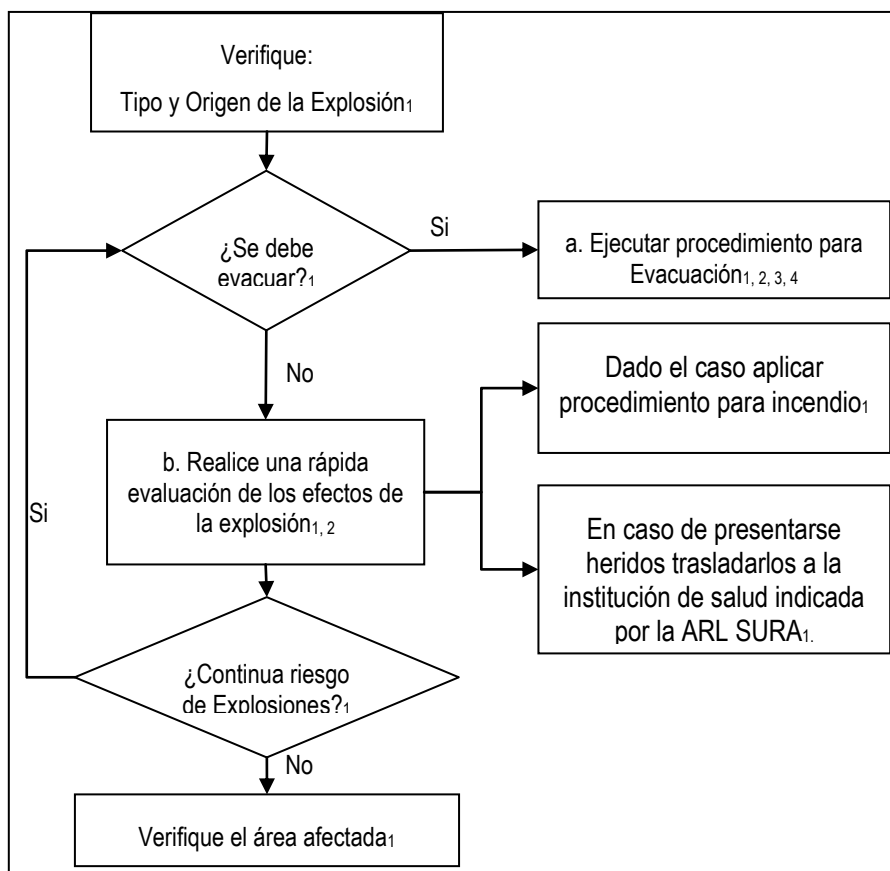 Verifique:
Tipo y Origen de la Explosión₁
¿Se debe
evacuar?₁
Si
a. Ejecutar procedimiento para
Evacuación₁, ₂, ₃, ₄
No
Dado el caso aplicar
procedimiento para incendio₁
b. Realice una rápida
evaluación de los efectos de
la explosión₁, ₂
Si
En caso de presentarse
heridos trasladarlos a la
institución de salud indicada
por la ARL SURA₁.
¿Continua riesgo
de Explosiones?₁
No
Verifique el área afectada₁